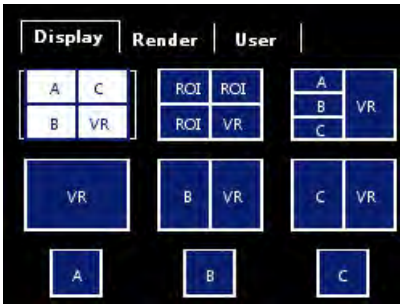 Display Render User
A C ROI ROI A
B VR ROI VR B VR
C
VR B VR C VR
A B C